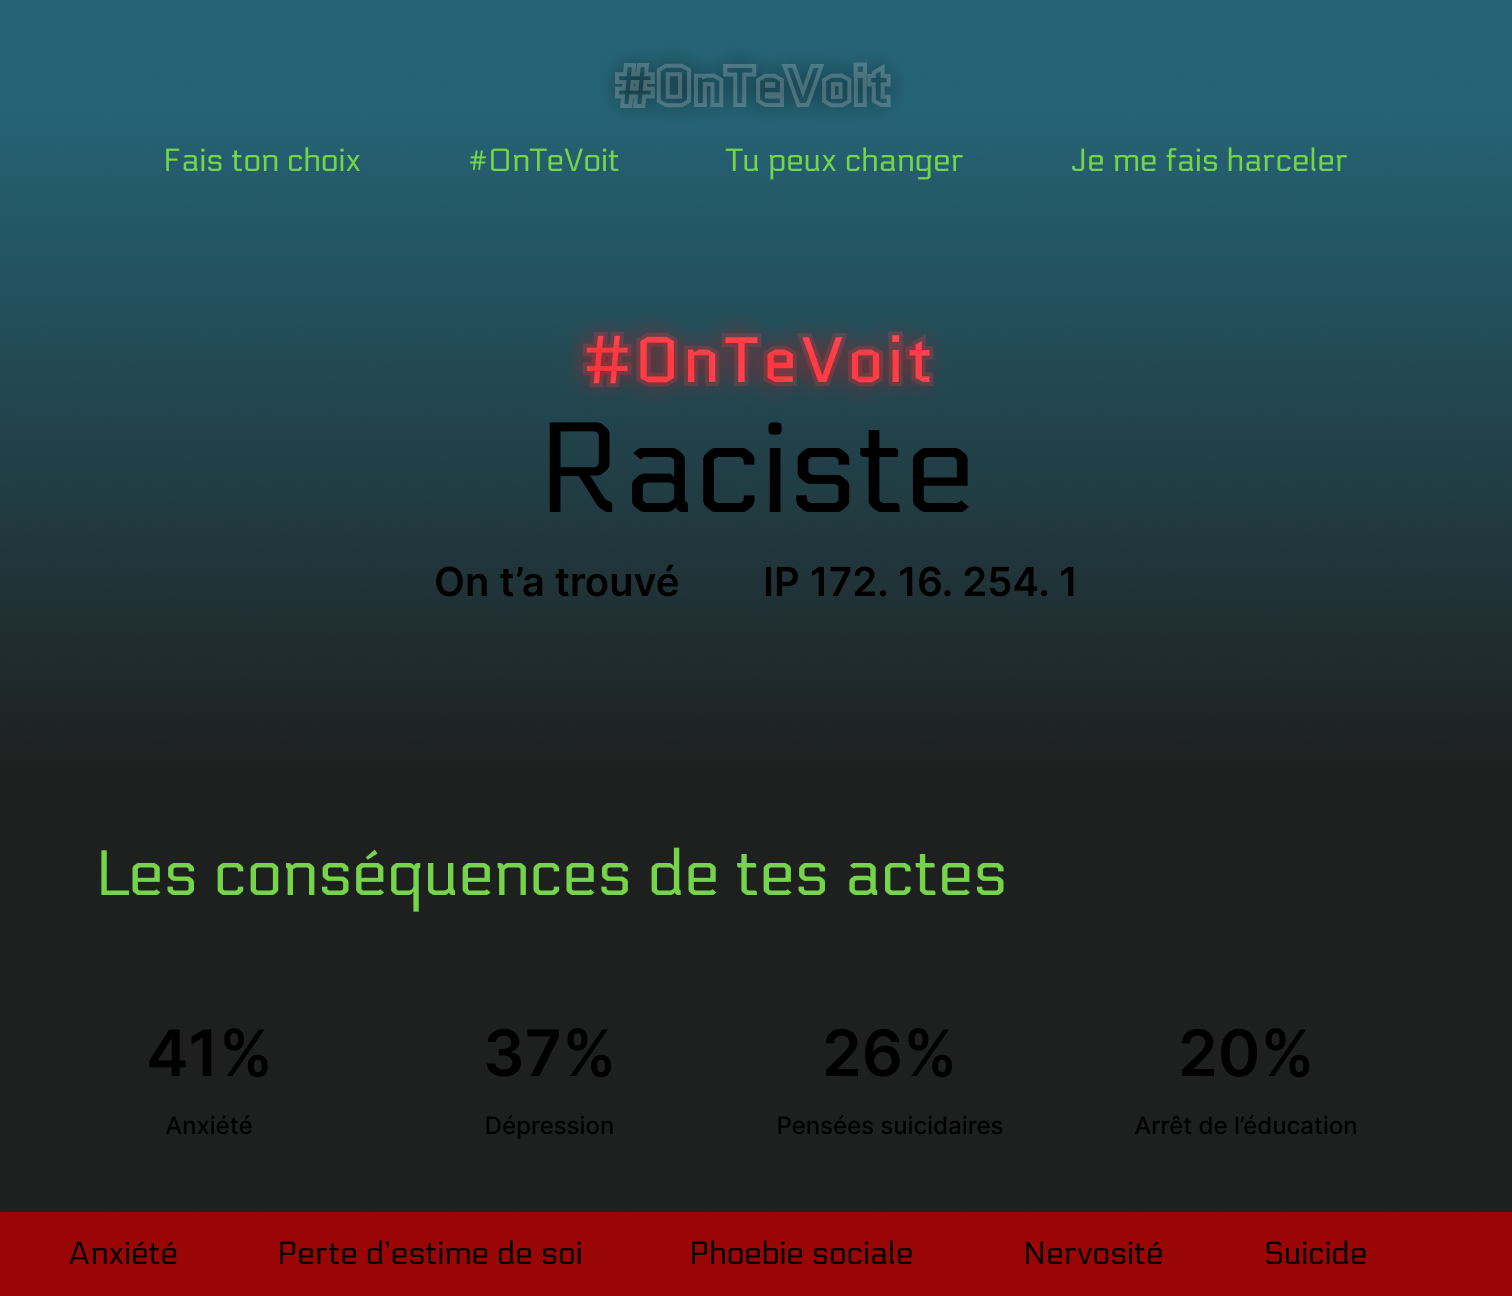 #OnTeVoit
Fais ton choix #OnTeVoit Tu peux changer Je me fais harceler
#OnTeVoit
Raciste
On t’a trouvé IP 172. 16. 254. 1
Les conséquences de tes actes
41% 37% 26% 20%
Anxiété Dépression Pensées suicidaires Arrêt de l’éducation
Anxiété Perte d'estime de soi Phoebie sociale Nervosité Suicide